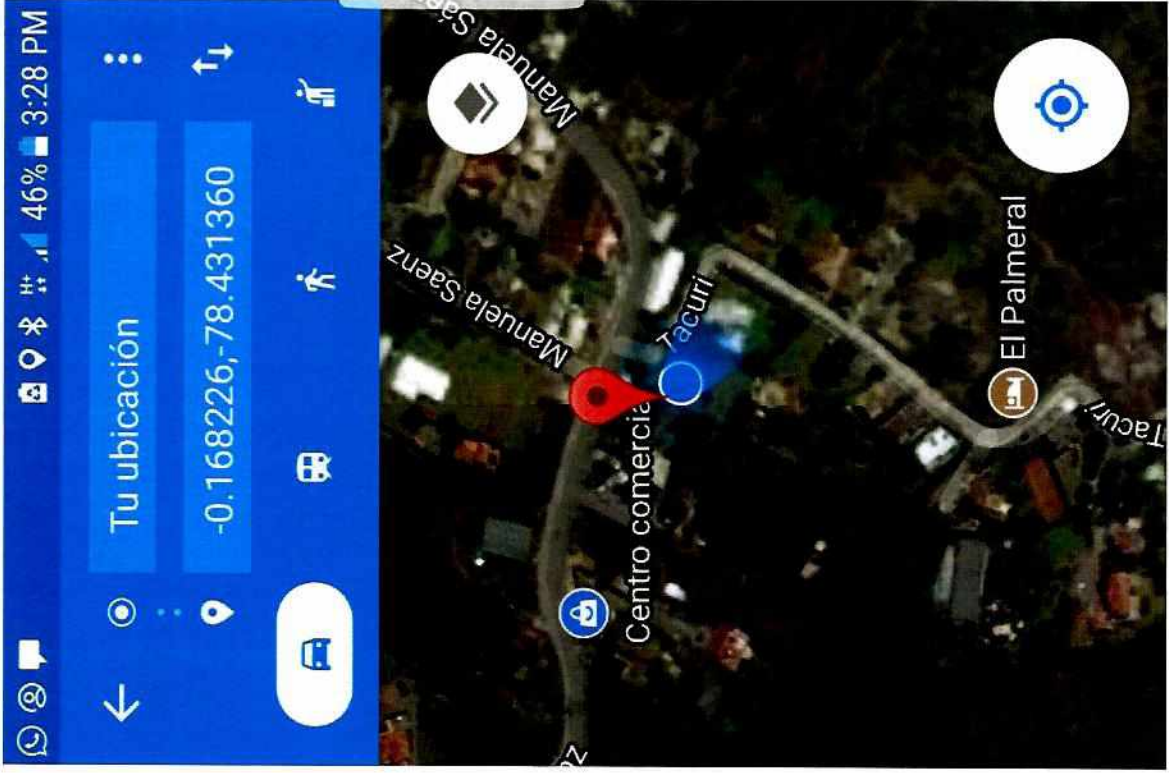 46% 3:28 PM
Tu ubicación
-0.168226,-78.431360
Manuela Sáenz
Manuela Saenz
Tacuri
Centro comercial
El Palmeral
Tacuri